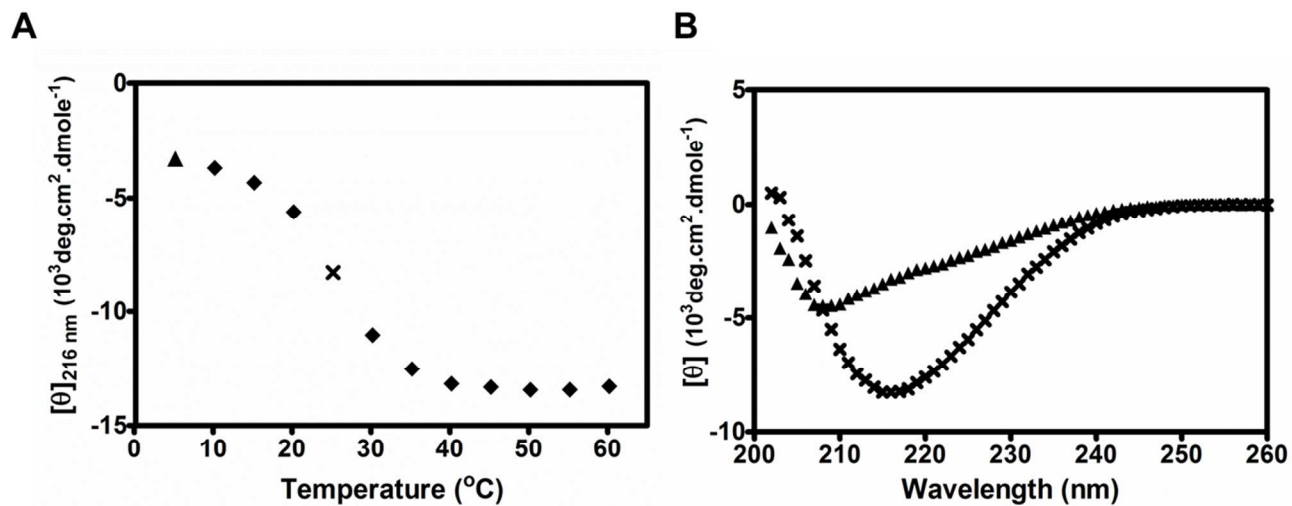 A
[θ]216 nm (10³deg.cm².dmole⁻¹)
0
-5
-10
-15
0 10 20 30 40 50 60
Temperature (°C)
B
[θ] (10³deg.cm².dmole⁻¹)
5
0
-5
-10
200 210 220 230 240 250 260
Wavelength (nm)